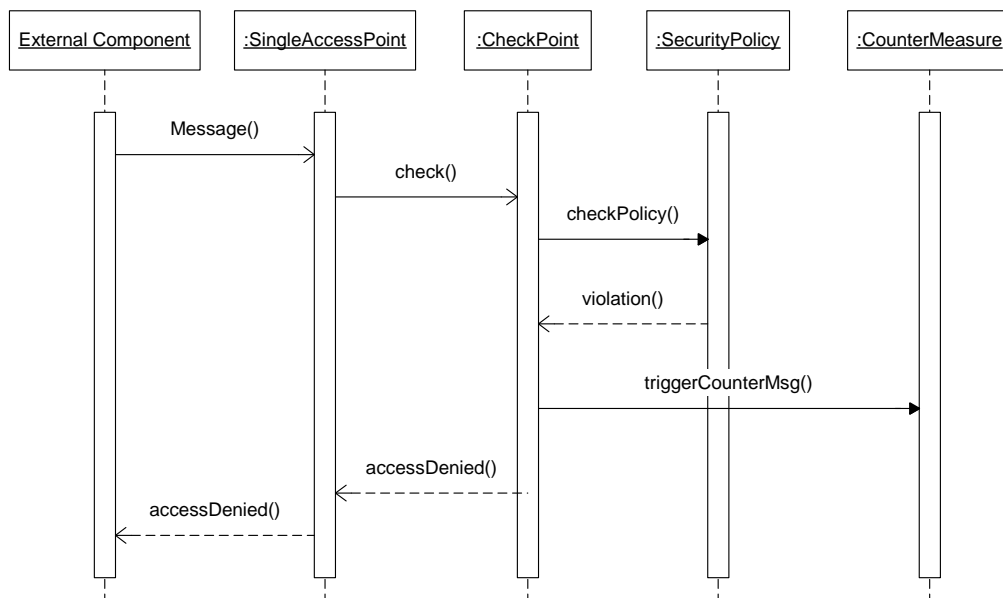 External Component
:SingleAccessPoint
:CheckPoint
:SecurityPolicy
:CounterMeasure
Message()
check()
checkPolicy()
violation()
triggerCounterMsg()
accessDenied()
accessDenied()